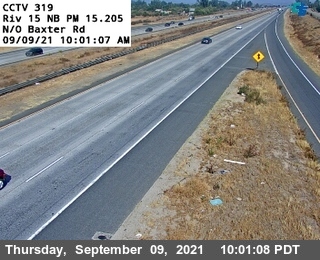 CCTV 319
Riv 15 NB PM 15.205
N/O Baxter Rd
09/09/21 10:01:07 AM
Thursday, September 09, 2021 10:01:08 PDT